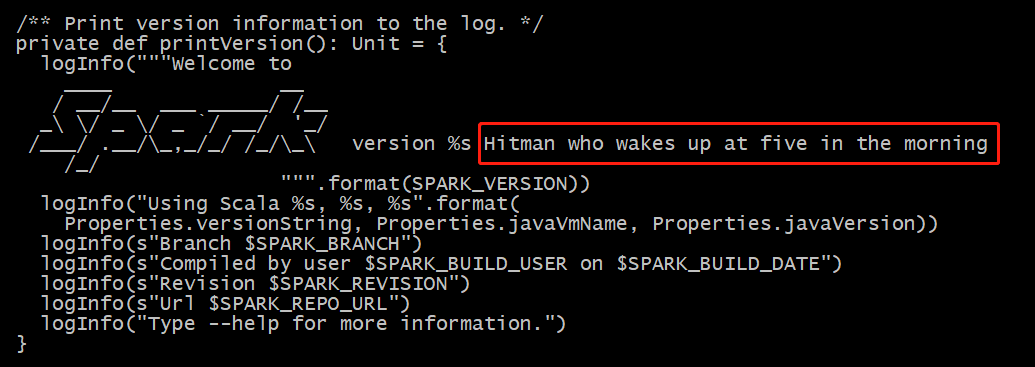 /** Print version information to the log. */
private def printVersion(): Unit = {
  logInfo("""Welcome to
      ____              __
     / __/__  ___ _____/ /__
    _\ \/ _ \/ _ `/ __/  '_/
   /___/ .__/\_,_/_/ /_/\_\   version %s Hitman who wakes up at five in the morning
      /_/
                        """.format(SPARK_VERSION))
  logInfo("Using Scala %s, %s, %s".format(
    Properties.versionString, Properties.javaVmName, Properties.javaVersion))
  logInfo(s"Branch $SPARK_BRANCH")
  logInfo(s"Compiled by user $SPARK_BUILD_USER on $SPARK_BUILD_DATE")
  logInfo(s"Revision $SPARK_REVISION")
  logInfo(s"Url $SPARK_REPO_URL")
  logInfo("Type --help for more information.")
}